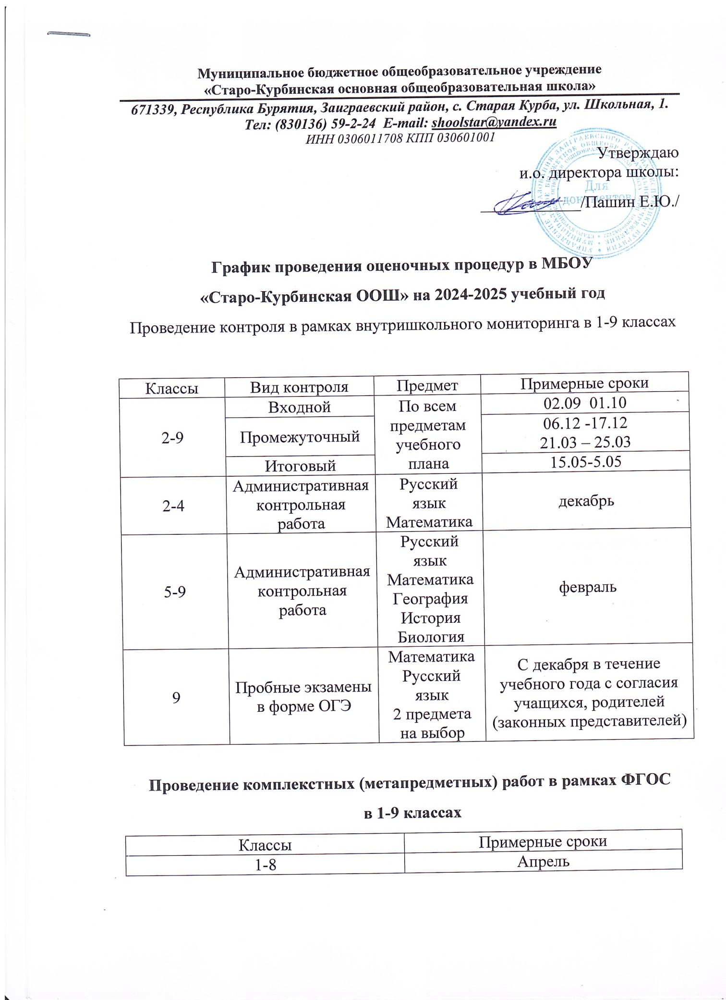 Муниципальное бюджетное общеобразовательное учреждение
«Старо-Курбинская основная общеобразовательная школа»
671339, Республика Бурятия, Заиграевский район, с. Старая Курба, ул. Школьная, 1.
Тел: (830136) 59-2-24 E-mail: shoolstar@yandex.ru
ИНН 0306011708 КПП 030601001
Утверждаю
и.о. директора школы:
Для
документов
/Пашин Е.Ю./
График проведения оценочных процедур в МБОУ
«Старо-Курбинская ООШ» на 2024-2025 учебный год
Проведение контроля в рамках внутришкольного мониторинга в 1-9 классах
Классы Вид контроля Предмет Примерные сроки
2-9
Входной
Промежуточный
Итоговый
По всем
предметам
учебного
плана
02.09 01.10
06.12 -17.12
21.03 – 25.03
15.05-5.05
2-4
Административная
контрольная
работа
Русский
язык
Математика
декабрь
5-9
Административная
контрольная
работа
Русский
язык
Математика
География
История
Биология
февраль
9
Пробные экзамены
в форме ОГЭ
Математика
Русский
язык
2 предмета
на выбор
С декабря в течение
учебного года с согласия
учащихся, родителей
(законных представителей)
Проведение комплекстных (метапредметных) работ в рамках ФГОС
в 1-9 классах
Классы Примерные сроки
1-8 Апрель